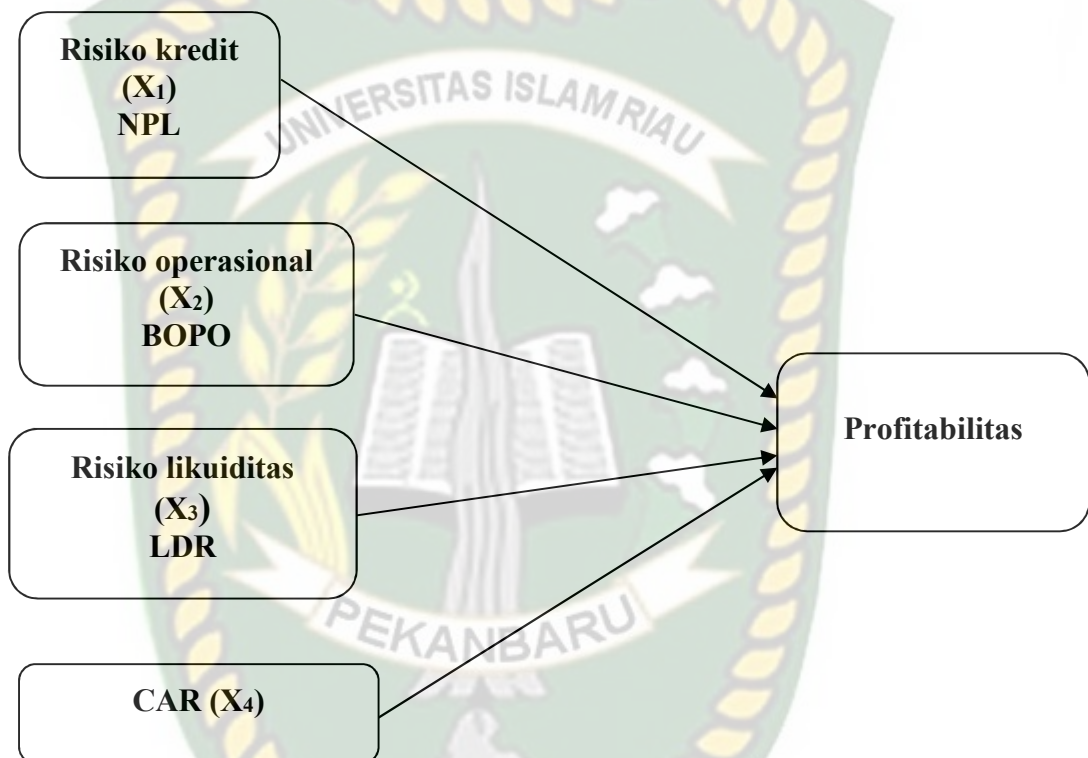 Risiko kredit
(X1)
NPL
UNIVERSITAS ISLAM RIAU
Risiko operasional
(X2)
BOPO
Profitabilitas
Risiko likuiditas
(X3)
LDR
PEKANBARU
CAR (X4)